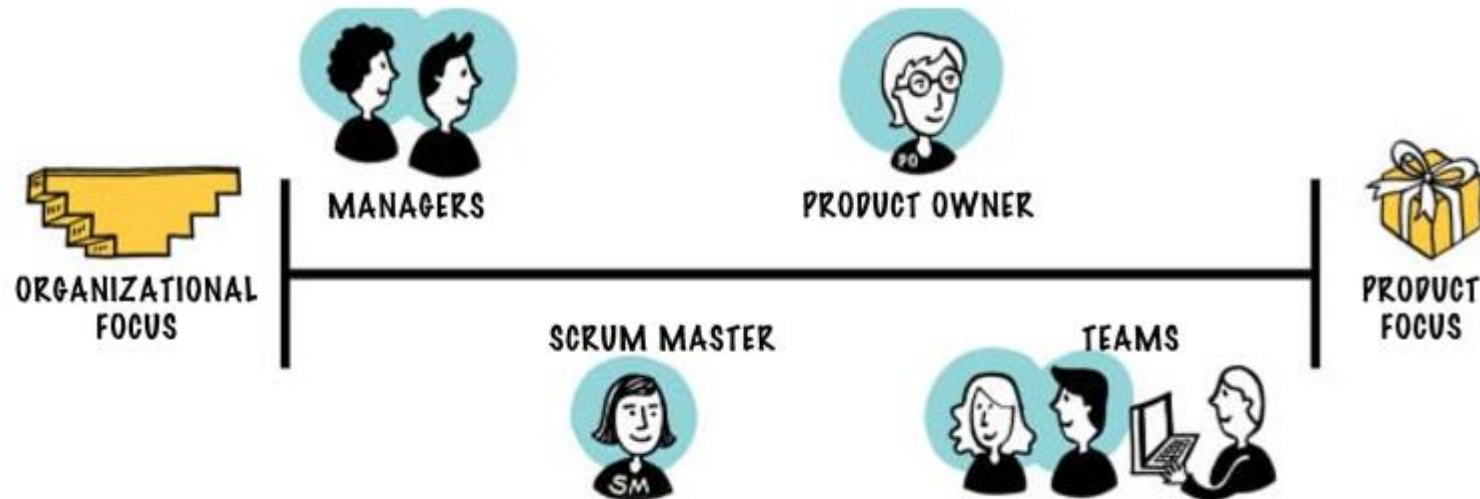 MANAGERS
PRODUCT OWNER
PO
ORGANIZATIONAL
FOCUS
PRODUCT
FOCUS
SCRUM MASTER
TEAMS
SM